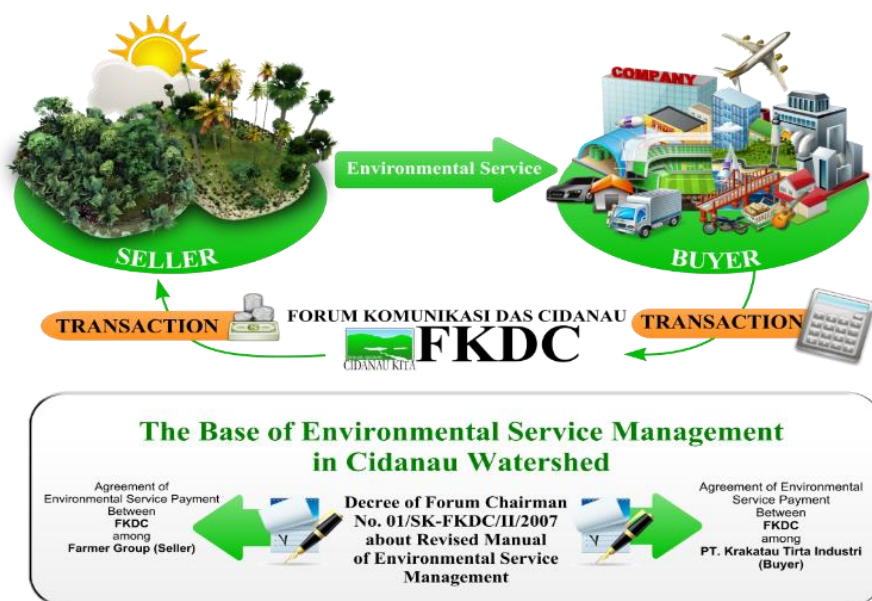 COMPANY
Environmental Service
SELLER
BUYER
TRANSACTION
FORUM KOMUNIKASI DAS CIDANAU
FKDC
CIDANAU KITA
TRANSACTION
The Base of Environmental Service Management
in Cidanau Watershed
Agreement of
Environmental Service Payment
Between
FKDC
among
Farmer Group (Seller)
Decree of Forum Chairman
No. 01/SK-FKDC/II/2007
about Revised Manual
of Environmental Service
Management
Agreement of Environmental
Service Payment
Between
FKDC
among
PT. Krakatau Tirta Industri
(Buyer)